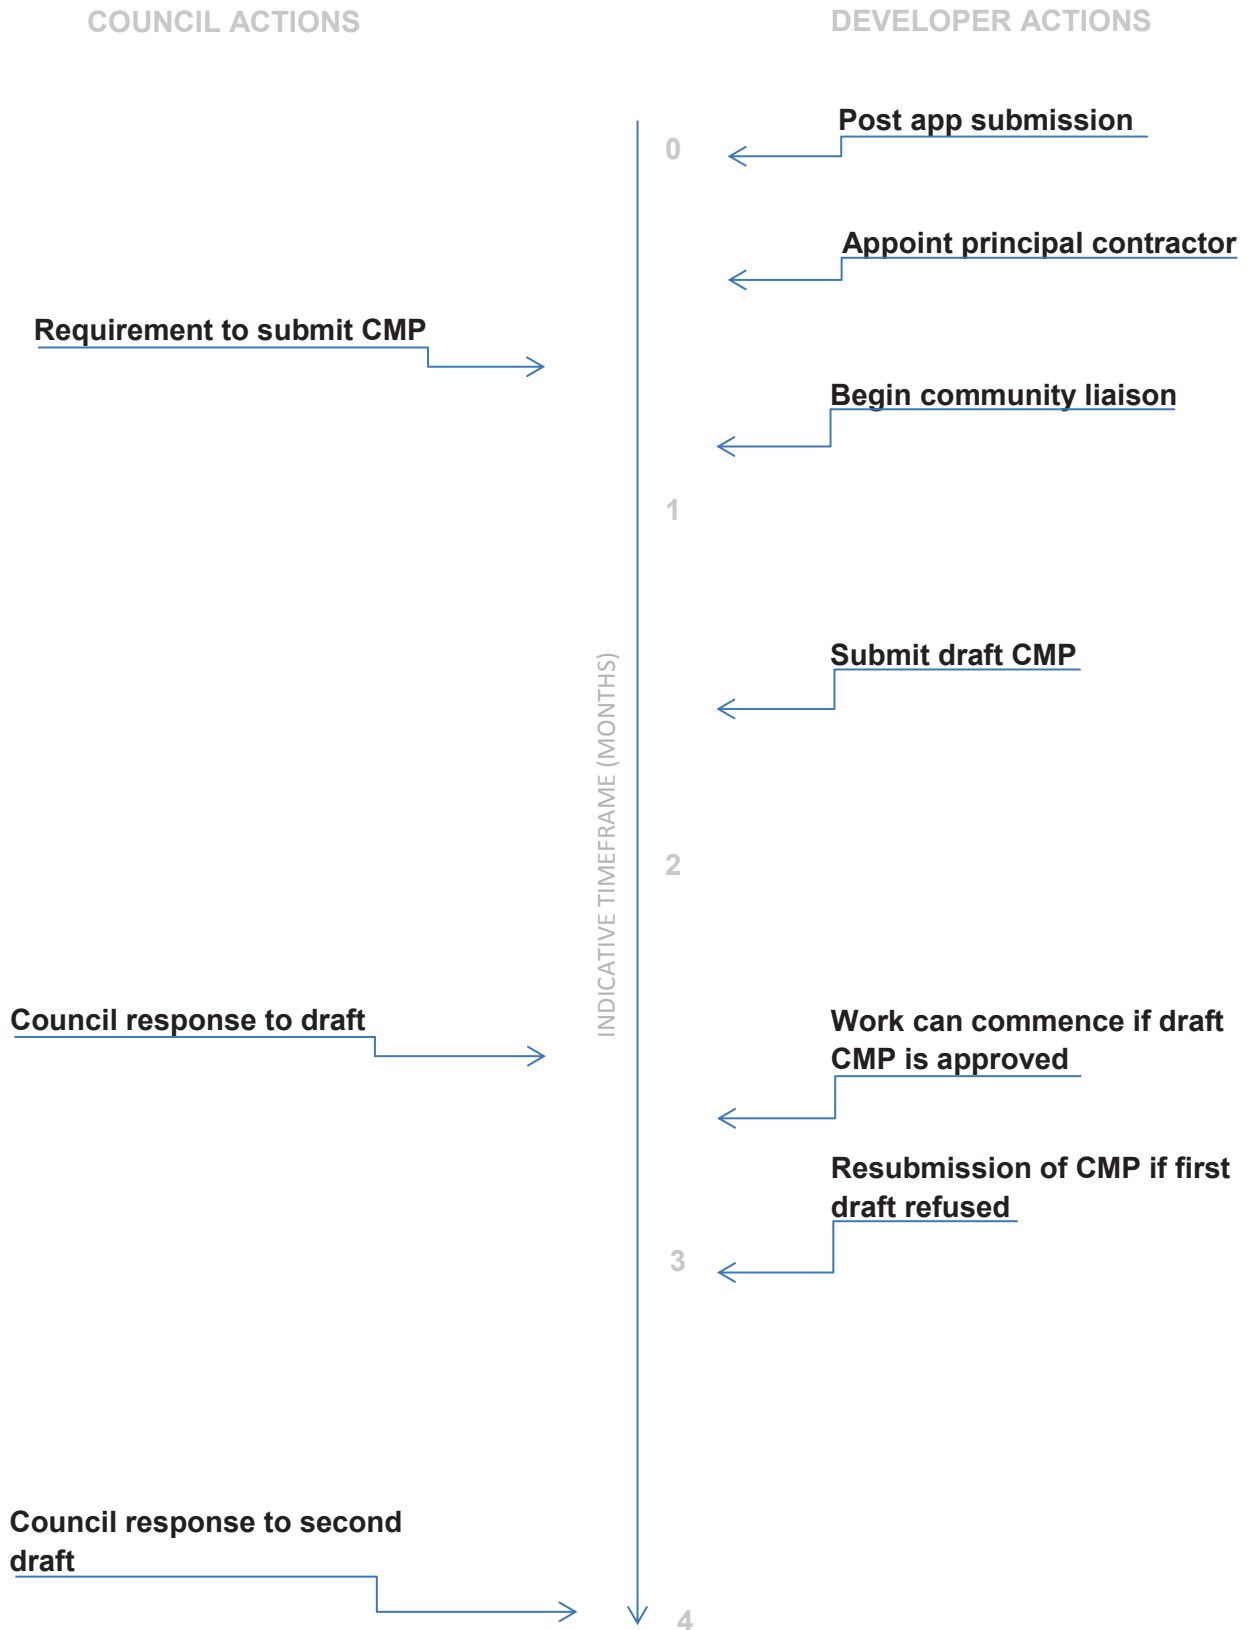 COUNCIL ACTIONS
DEVELOPER ACTIONS
Post app submission
0
Appoint principal contractor
Requirement to submit CMP
Begin community liaison
1
Submit draft CMP
INDICATIVE TIMEFRAME (MONTHS)
2
Council response to draft
Work can commence if draft
CMP is approved
Resubmission of CMP if first
draft refused
3
Council response to second
draft
4